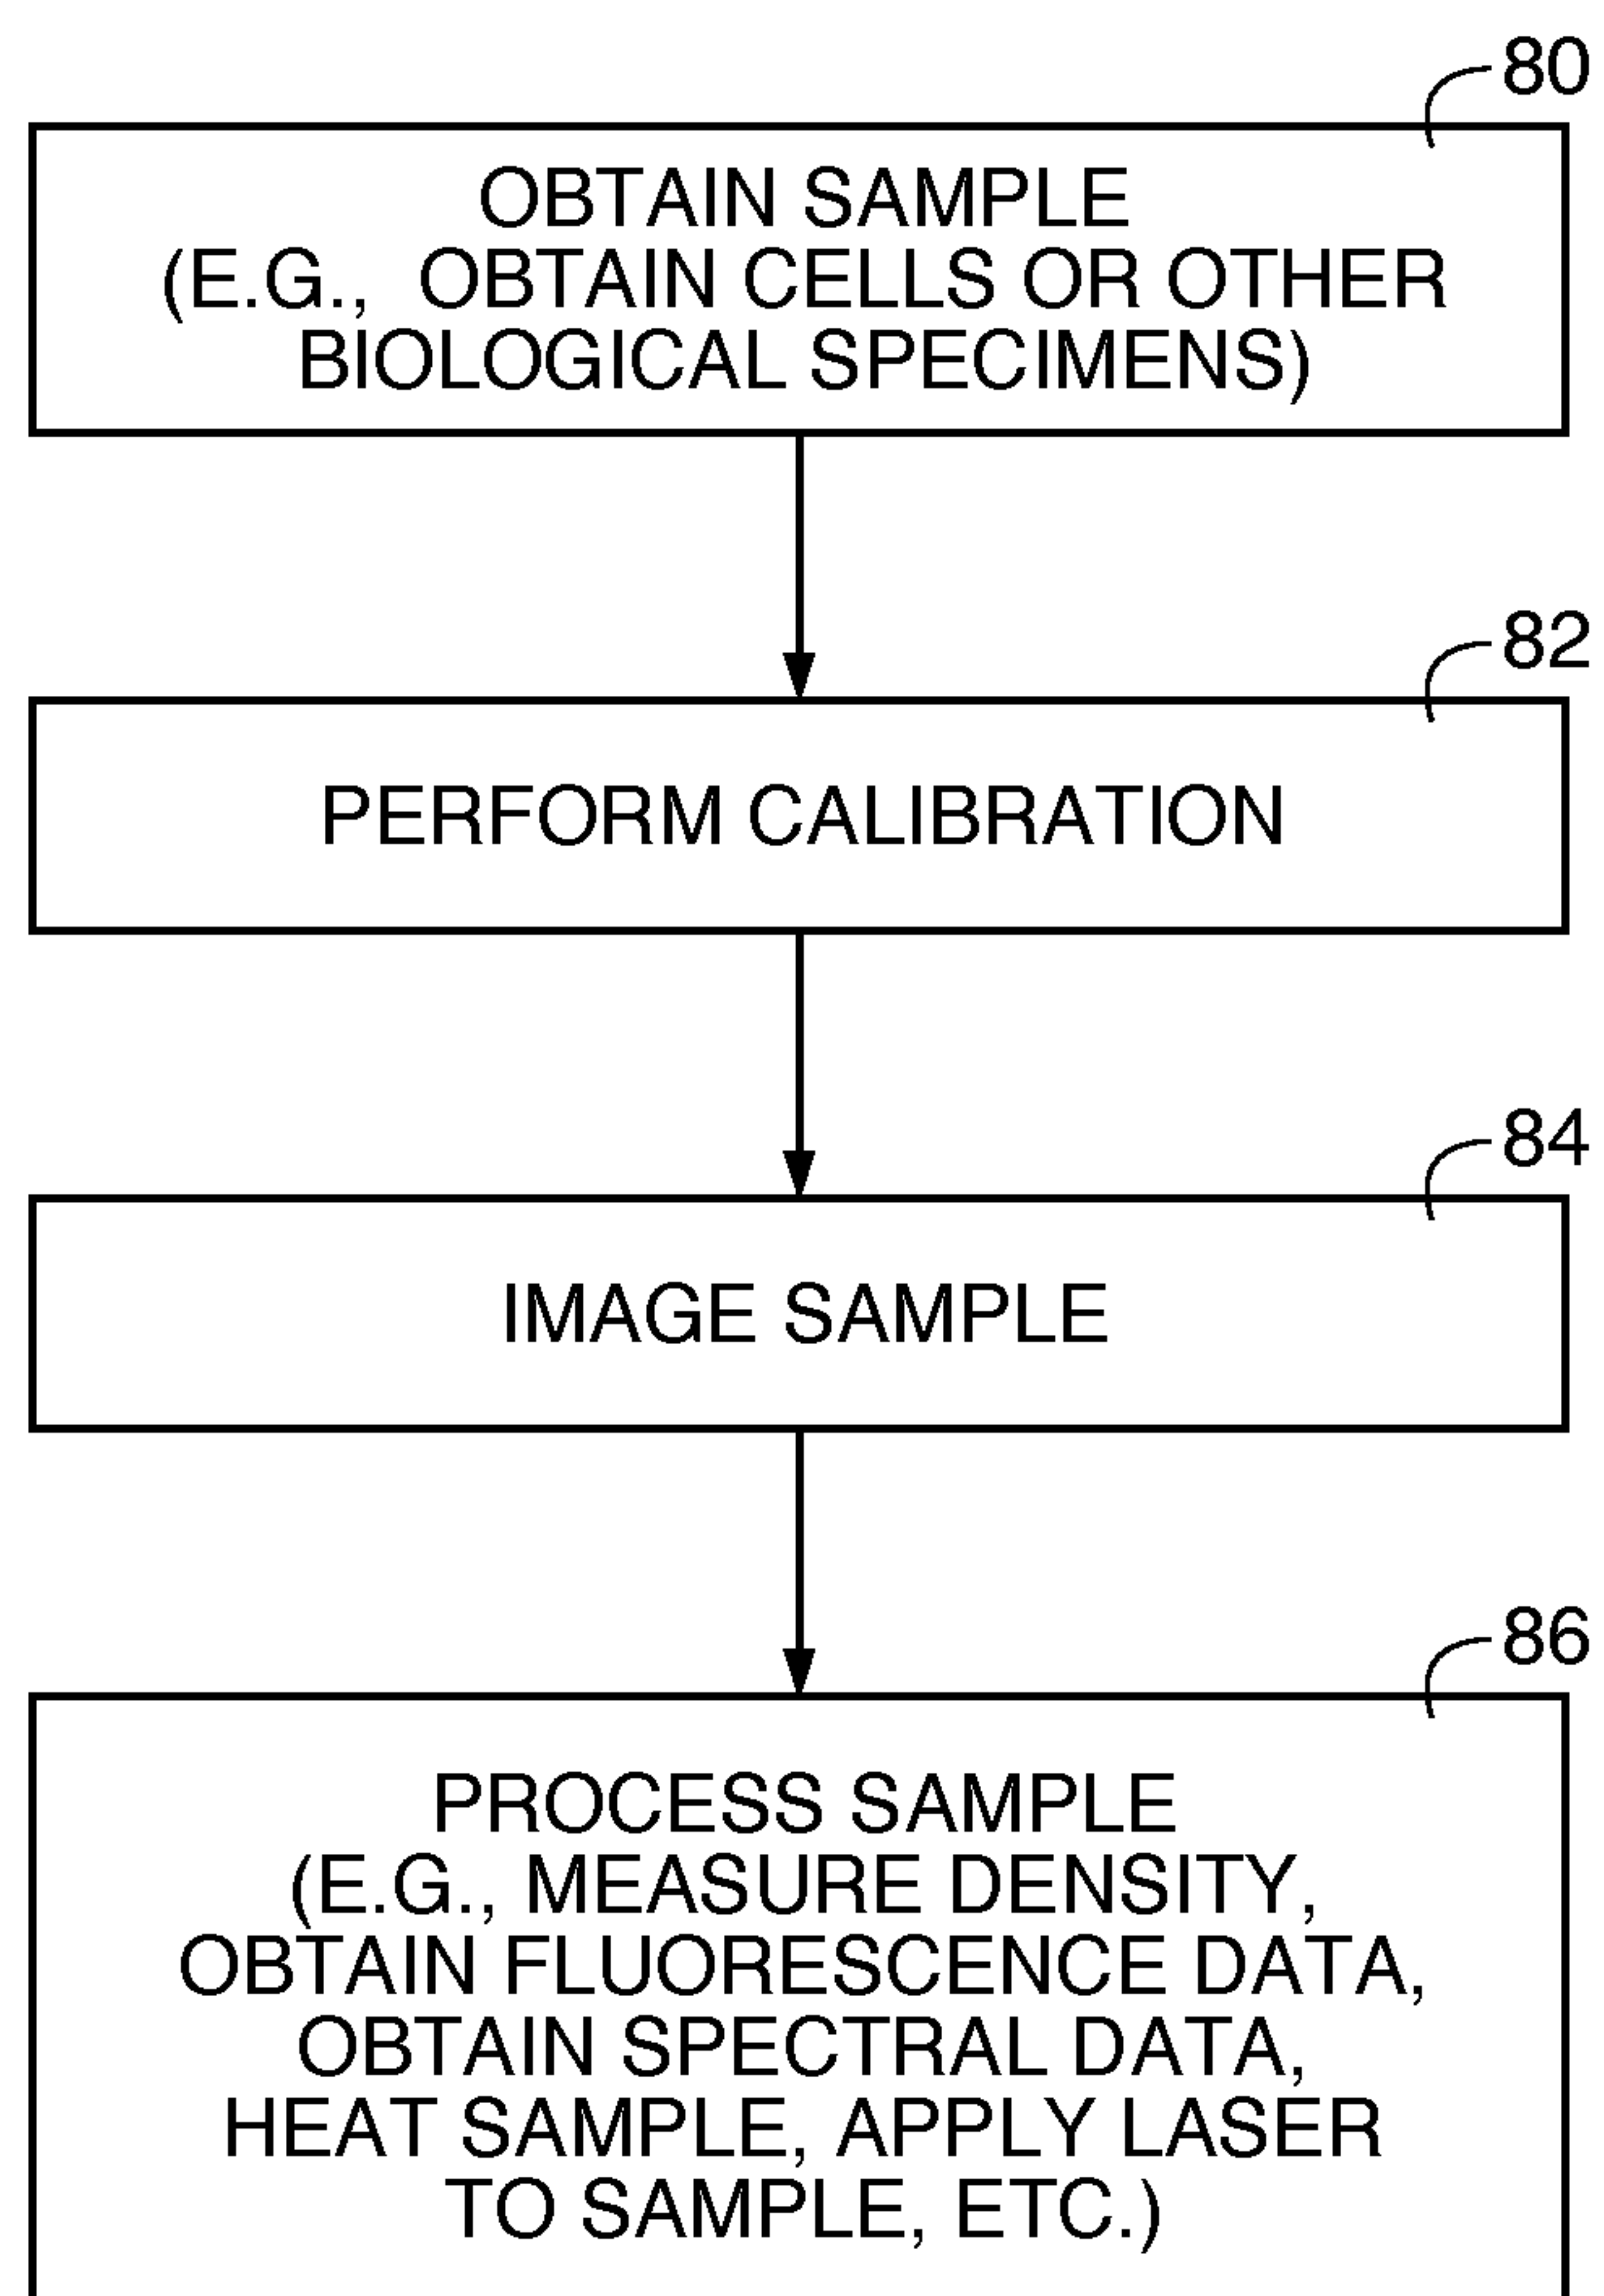 80
OBTAIN SAMPLE
(E.G., OBTAIN CELLS OR OTHER
BIOLOGICAL SPECIMENS)
82
PERFORM CALIBRATION
84
IMAGE SAMPLE
86
PROCESS SAMPLE
(E.G., MEASURE DENSITY,
OBTAIN FLUORESCENCE DATA,
OBTAIN SPECTRAL DATA,
HEAT SAMPLE, APPLY LASER
TO SAMPLE, ETC.)